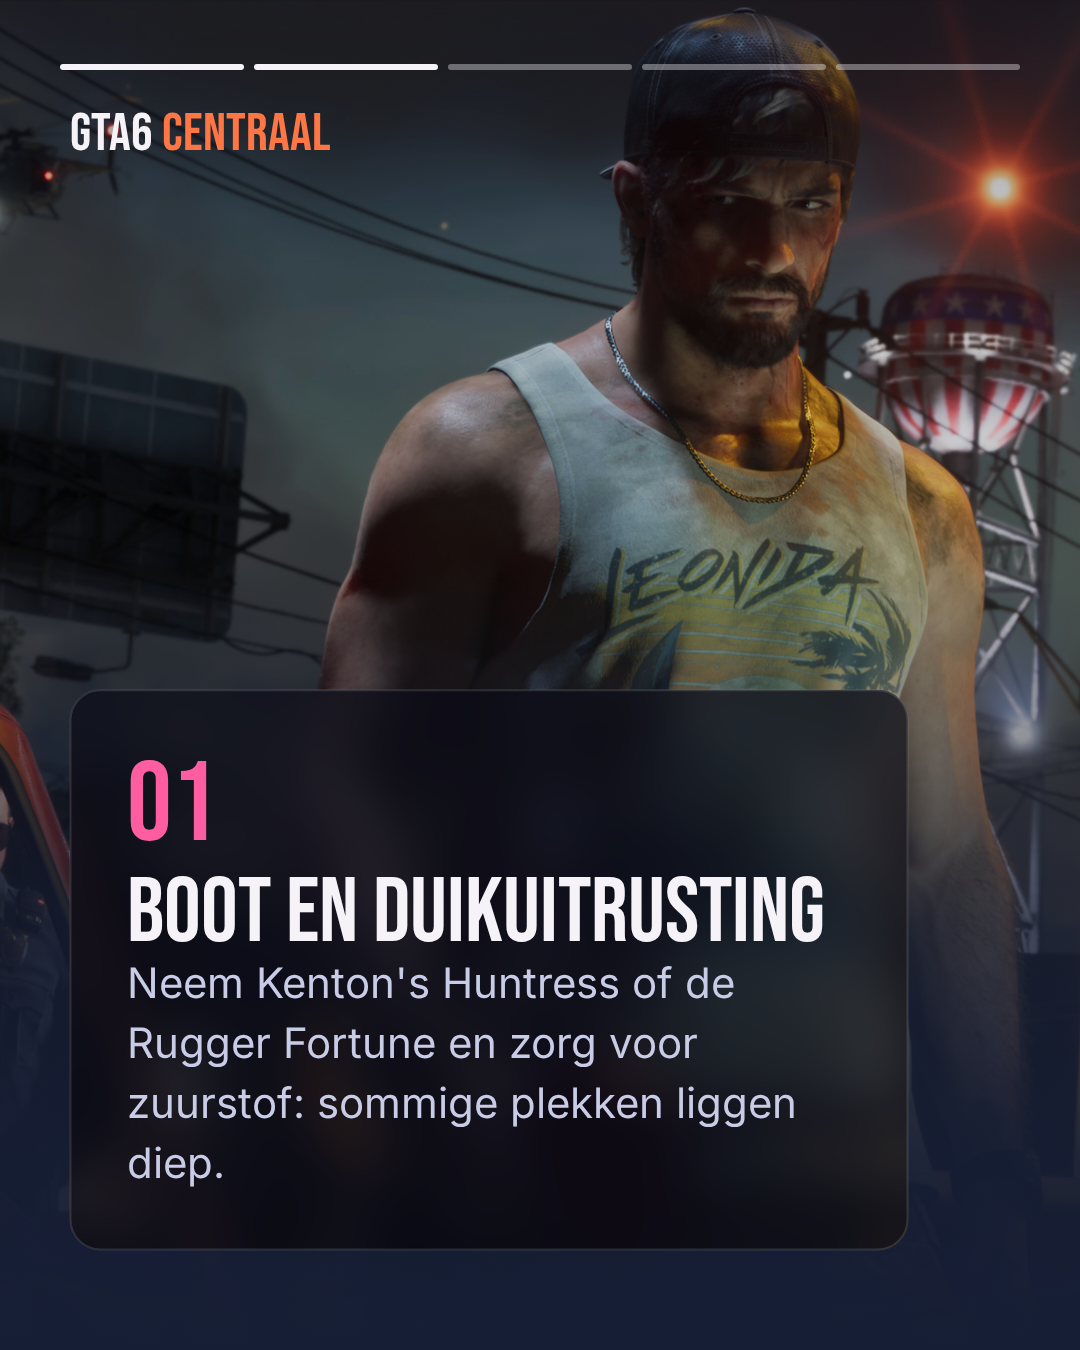 GTA6 CENTRAAL
LEONIDA
01
BOOT EN DUIKUITRUSTING
Neem Kenton's Huntress of de
Rugger Fortune en zorg voor
zuurstof: sommige plekken liggen
diep.